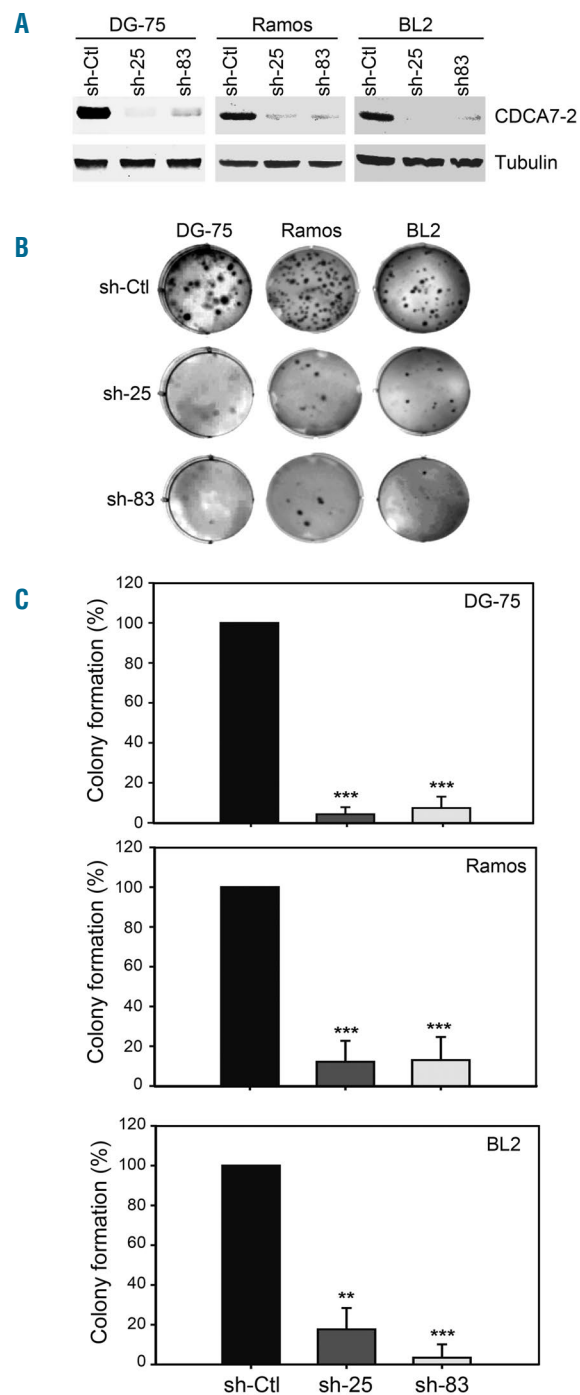 A
DG-75 Ramos BL2
sh-Ctl sh-25 sh-83 sh-Ctl sh-25 sh-83 sh-Ctl sh-25 sh83
CDCA7-2
Tubulin
B
DG-75 Ramos BL2
sh-Ctl
sh-25
sh-83
C
Colony formation (%)
120
100
80
60
40
20
0
DG-75
*** ***
Colony formation (%)
120
100
80
60
40
20
0
Ramos
*** ***
Colony formation (%)
120
100
80
60
40
20
0
BL2
** ***
sh-Ctl sh-25 sh-83